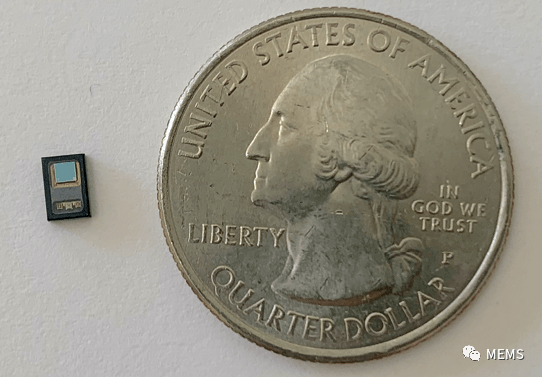 UNITED STATES OF AMERICA
LIBERTY
IN
GOD WE
TRUST
P
QUARTER DOLLAR
MEMS